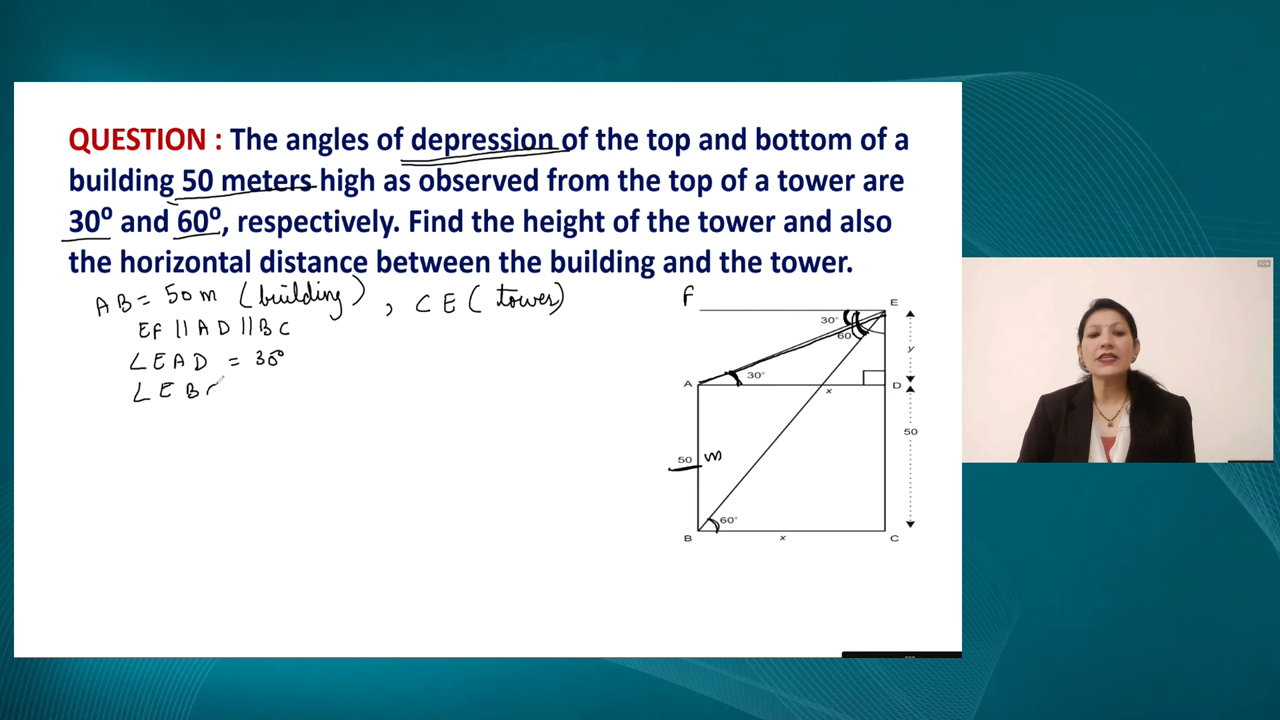 QUESTION : The angles of depression of the top and bottom of a
building 50 meters high as observed from the top of a tower are
30⁰ and 60⁰, respectively. Find the height of the tower and also
the horizontal distance between the building and the tower.
AB = 50 m (building) , CE (tower)
EF || AD || BC
∠EAD = 30°
∠EB
F
E
30°
60
y
A
30°
D
x
50
50 m
60°
B
x
C